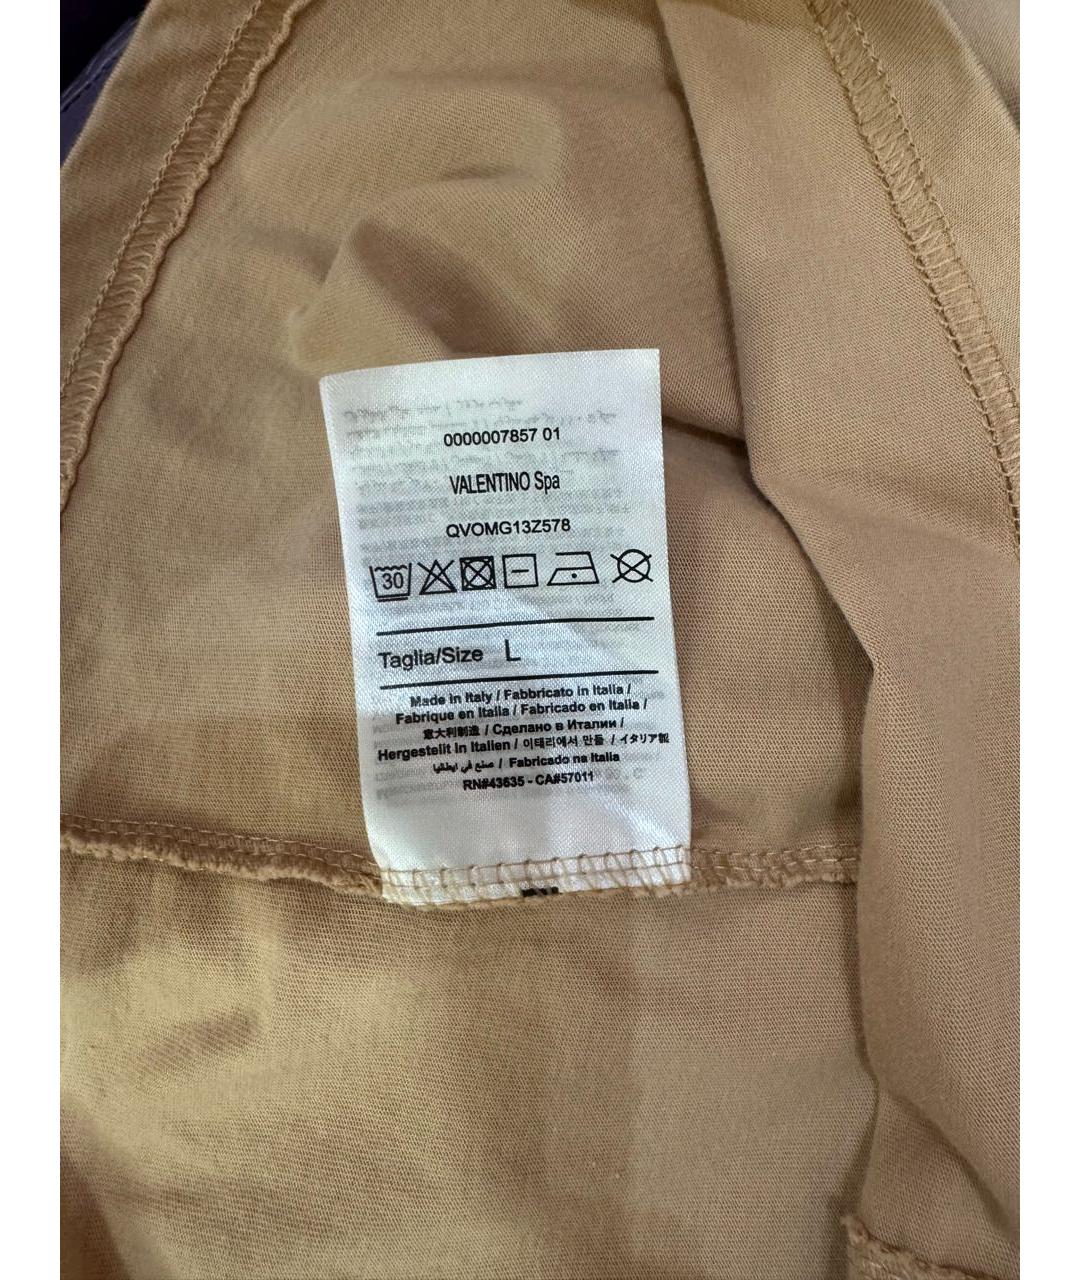 0000007857 01
VALENTINO Spa
QVOMG13Z578
30
Taglia/Size L
Made in Italy / Fabbricato in Italia /
Fabrique en Italia / Fabricado en Italia /
意大利制造 / Сделано в Италии /
Hergestellt in Italien / 이태리에서 만듦 / イタリア製
صنع في ايطاليا / Fabricado na Italia
RN#43635 - CA#57011